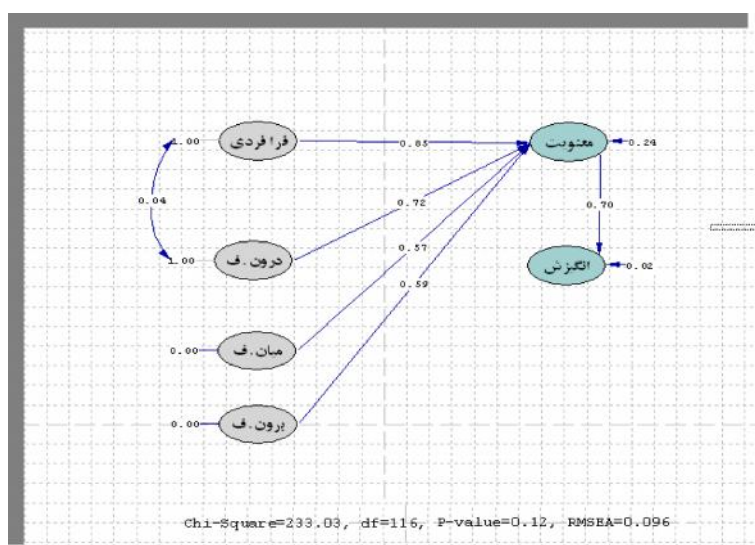 1.00 فرا فردی 0.83 معنویت 0.24
0.04
0.72
0.70
1.00 درون.ف
0.57
انگیزش 0.02
0.59
0.00 میان.ف
0.00 برون.ف
Chi-Square=233.03, df=116, P-value=0.12, RMSEA=0.096